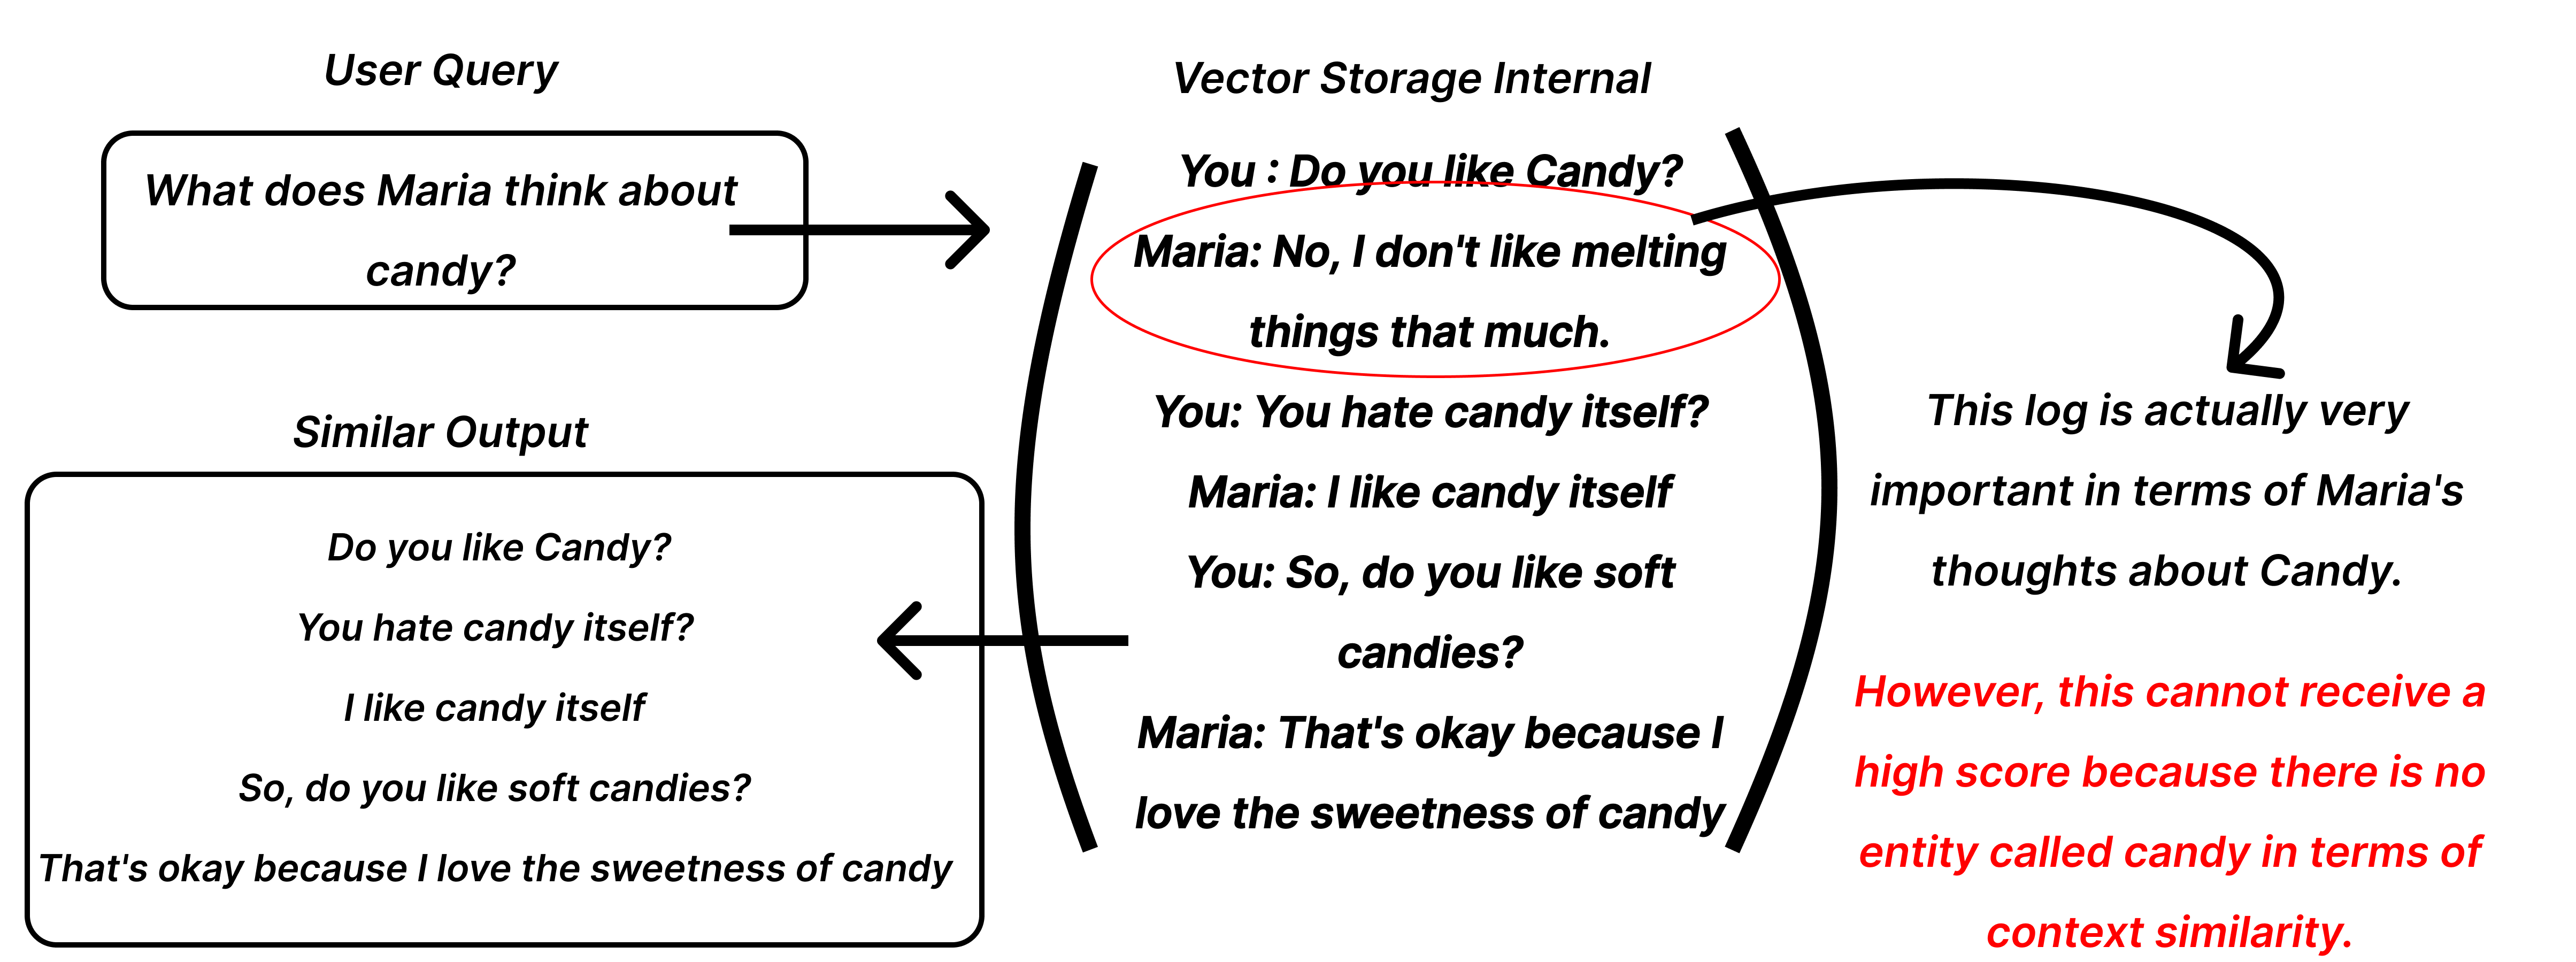 User Query
What does Maria think about
candy?
Similar Output
Do you like Candy?
You hate candy itself?
I like candy itself
So, do you like soft candies?
That's okay because I love the sweetness of candy
Vector Storage Internal
You : Do you like Candy?
Maria: No, I don't like melting
things that much.
You: You hate candy itself?
Maria: I like candy itself
You: So, do you like soft
candies?
Maria: That's okay because I
love the sweetness of candy
This log is actually very
important in terms of Maria's
thoughts about Candy.
However, this cannot receive a
high score because there is no
entity called candy in terms of
context similarity.